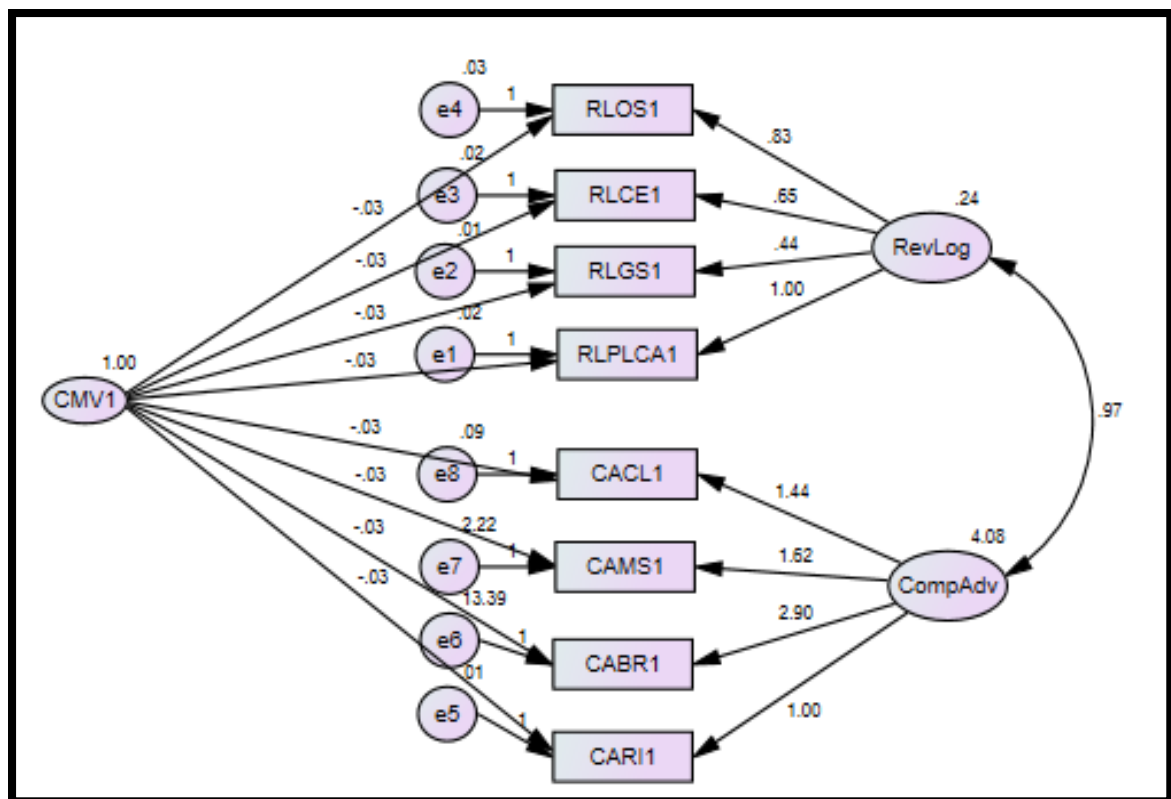 .03
e4
1
RLOS1
.83
.02
e3
1
RLCE1
-.03
.65
.24
.01
RevLog
-.03
e2
1
RLGS1
.44
-.03
.02
1.00
e1
1
RLPLCA1
1.00
-.03
CMV1
.97
-.03
.09
e8
1
CACL1
-.03
1.44
-.03
2.22
4.08
e7
1
CAMS1
1.62
CompAdv
-.03
13.39
2.90
e6
1
CABR1
.01
e5
1
1.00
CARI1